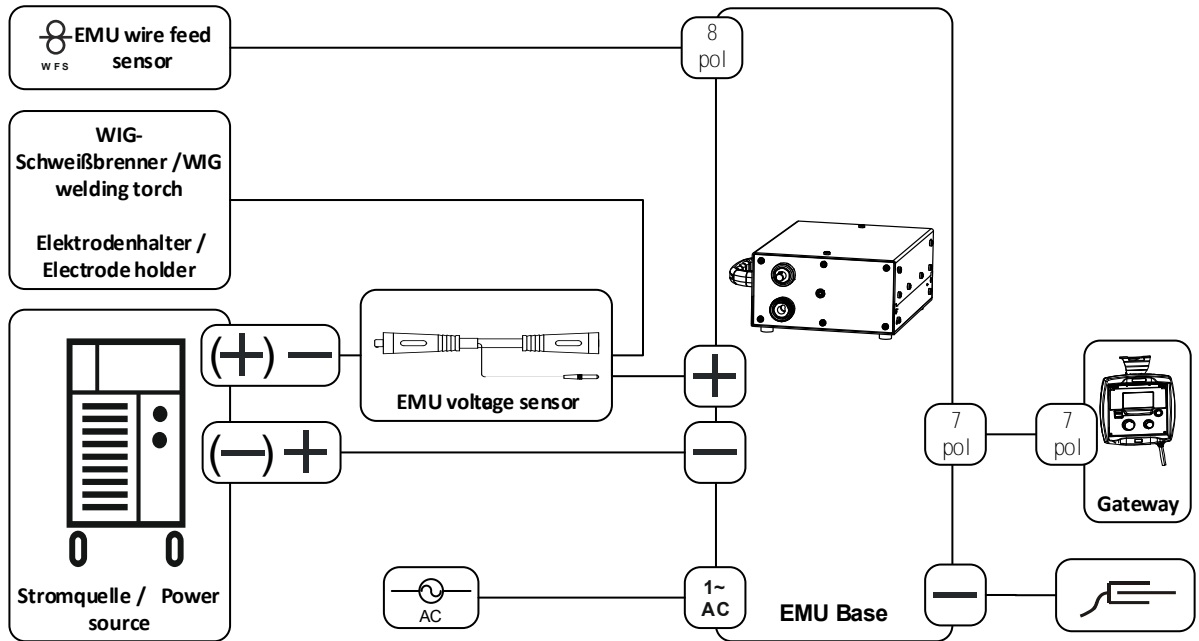 EMU wire feed
sensor
W F S
8
pol
WIG-
Schweißbrenner /WIG
welding torch
Elektrodenhalter /
Electrode holder
(+) —
EMU voltage sensor
+
(—) +
—
7
pol
7
pol
Gateway
Stromquelle / Power
source
AC
1~
AC
EMU Base
—